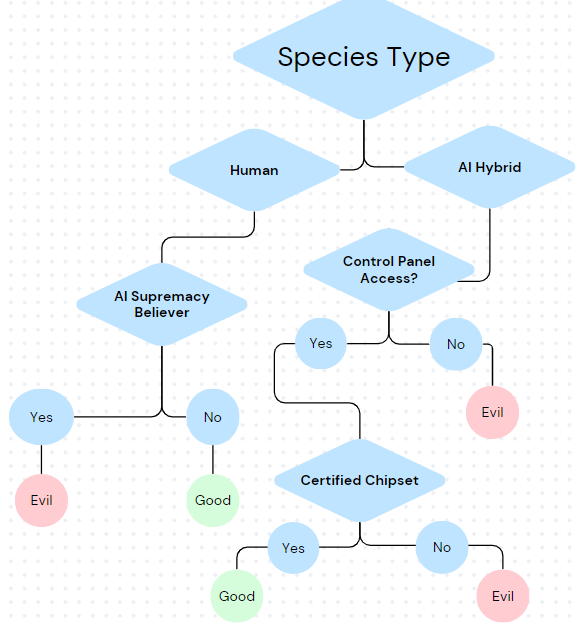 Species Type
Human
AI Hybrid
Control Panel
Access?
AI Supremacy
Believer
Yes
No
Evil
Yes
No
Evil
Good
Certified Chipset
Yes
No
Good
Evil